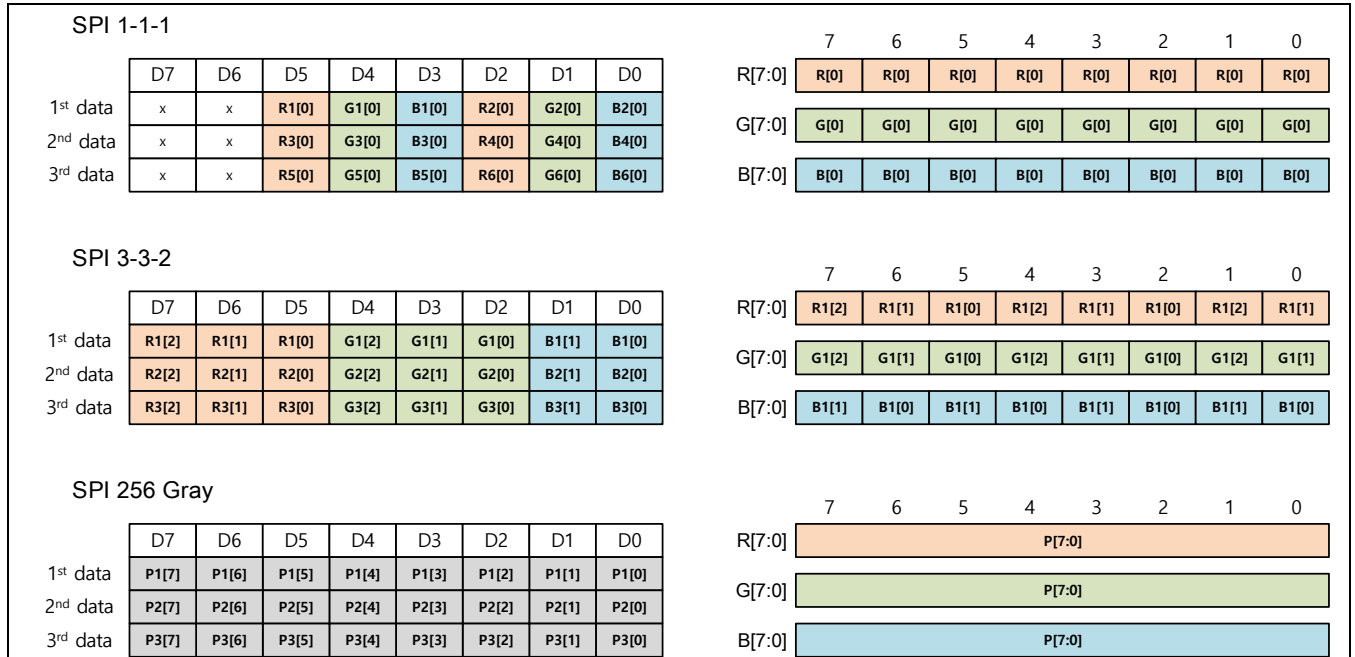 SPI 1-1-1
D7 D6 D5 D4 D3 D2 D1 D0
1st data x x R1[0] G1[0] B1[0] R2[0] G2[0] B2[0]
2nd data x x R3[0] G3[0] B3[0] R4[0] G4[0] B4[0]
3rd data x x R5[0] G5[0] B5[0] R6[0] G6[0] B6[0]
7 6 5 4 3 2 1 0
R[7:0] R[0] R[0] R[0] R[0] R[0] R[0] R[0] R[0]
G[7:0] G[0] G[0] G[0] G[0] G[0] G[0] G[0] G[0]
B[7:0] B[0] B[0] B[0] B[0] B[0] B[0] B[0] B[0]
SPI 3-3-2
D7 D6 D5 D4 D3 D2 D1 D0
1st data R1[2] R1[1] R1[0] G1[2] G1[1] G1[0] B1[1] B1[0]
2nd data R2[2] R2[1] R2[0] G2[2] G2[1] G2[0] B2[1] B2[0]
3rd data R3[2] R3[1] R3[0] G3[2] G3[1] G3[0] B3[1] B3[0]
7 6 5 4 3 2 1 0
R[7:0] R1[2] R1[1] R1[0] R1[2] R1[1] R1[0] R1[2] R1[1]
G[7:0] G1[2] G1[1] G1[0] G1[2] G1[1] G1[0] G1[2] G1[1]
B[7:0] B1[1] B1[0] B1[1] B1[0] B1[1] B1[0] B1[1] B1[0]
SPI 256 Gray
D7 D6 D5 D4 D3 D2 D1 D0
1st data P1[7] P1[6] P1[5] P1[4] P1[3] P1[2] P1[1] P1[0]
2nd data P2[7] P2[6] P2[5] P2[4] P2[3] P2[2] P2[1] P2[0]
3rd data P3[7] P3[6] P3[5] P3[4] P3[3] P3[2] P3[1] P3[0]
7 6 5 4 3 2 1 0
R[7:0] P[7:0]
G[7:0] P[7:0]
B[7:0] P[7:0]